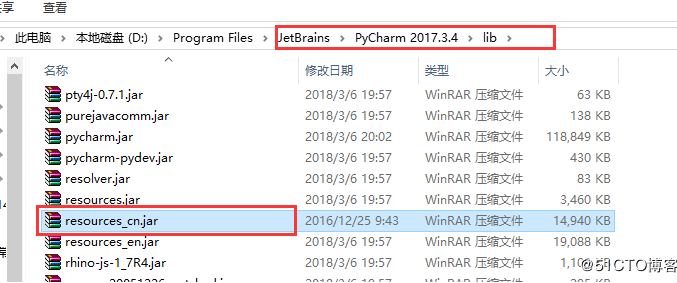 享
查看
此电脑 › 本地磁盘 (D:) › Program Files › JetBrains › PyCharm 2017.3.4 › lib ›
名称 修改日期 类型 大小
pty4j-0.7.1.jar 2018/3/6 19:57 WinRAR 压缩文件 63 KB
purejavacomm.jar 2018/3/6 19:57 WinRAR 压缩文件 138 KB
pycharm.jar 2018/3/6 20:02 WinRAR 压缩文件 118,849 KB
pycharm-pydev.jar 2018/3/6 19:57 WinRAR 压缩文件 430 KB
resolver.jar 2018/3/6 19:57 WinRAR 压缩文件 83 KB
resources.jar 2018/3/6 19:57 WinRAR 压缩文件 3,460 KB
resources_cn.jar 2016/12/25 9:43 WinRAR 压缩文件 14,940 KB
resources_en.jar 2018/3/6 19:57 WinRAR 压缩文件 19,088 KB
rhino-js-1_7R4.jar 2018/3/6 19:57 WinRAR 压缩文件 KB
@51CTO博客